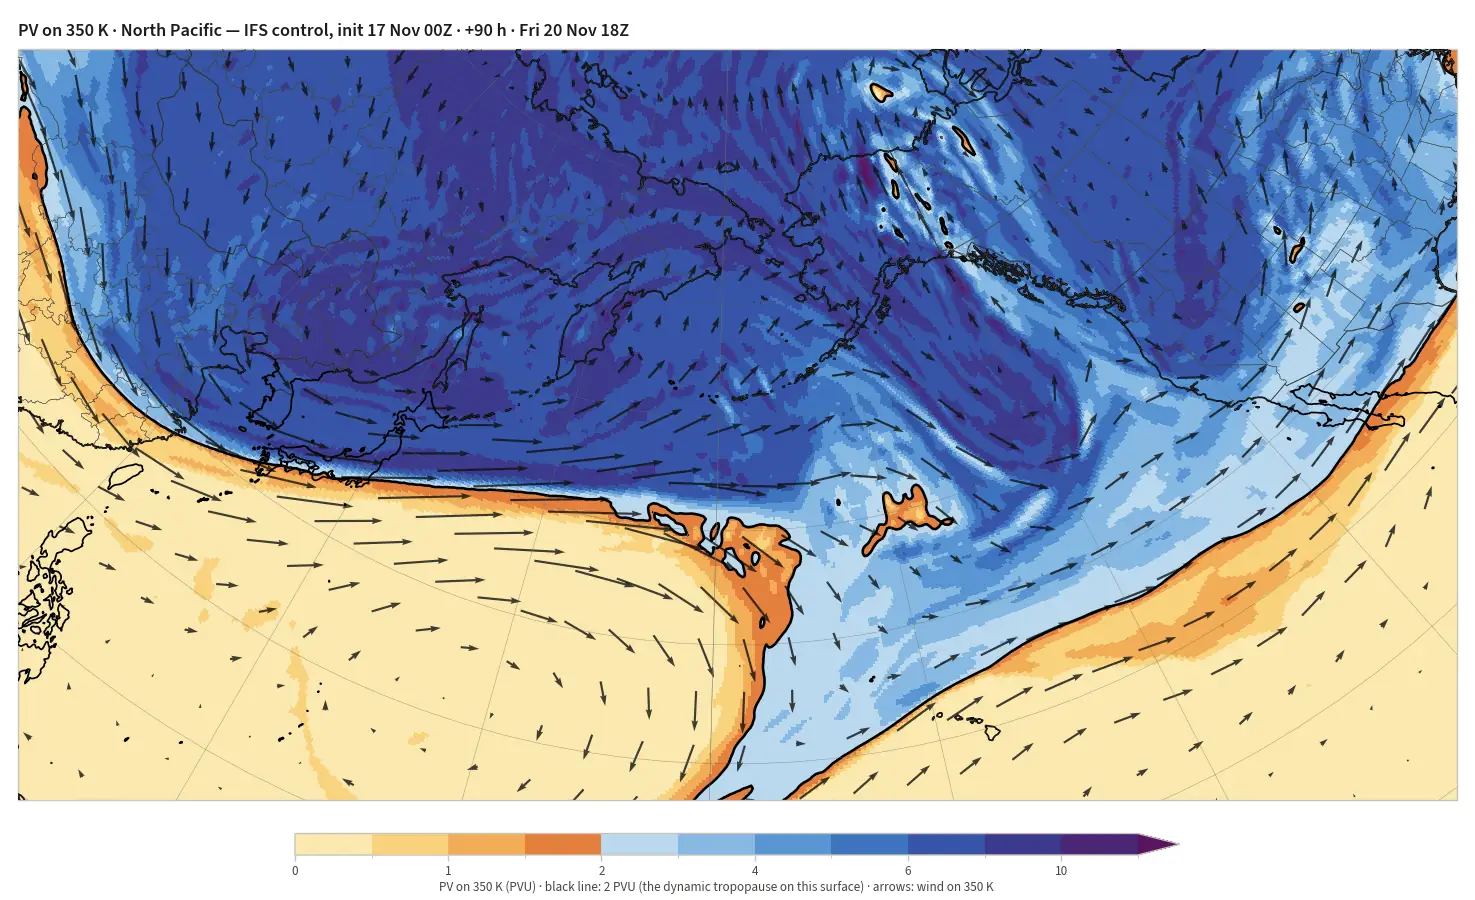 PV on 350 K · North Pacific — IFS control, init 17 Nov 00Z · +90 h · Fri 20 Nov 18Z
0 1 2 4 6 10
PV on 350 K (PVU) · black line: 2 PVU (the dynamic tropopause on this surface) · arrows: wind on 350 K